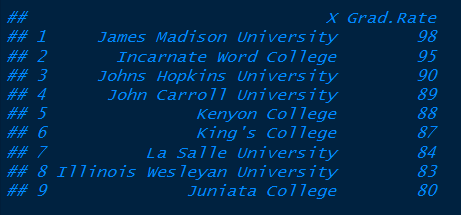 ## X Grad.Rate
## 1 James Madison University 98
## 2 Incarnate Word College 95
## 3 Johns Hopkins University 90
## 4 John Carroll University 89
## 5 Kenyon College 88
## 6 King's College 87
## 7 La Salle University 84
## 8 Illinois Wesleyan University 83
## 9 Juniata College 80